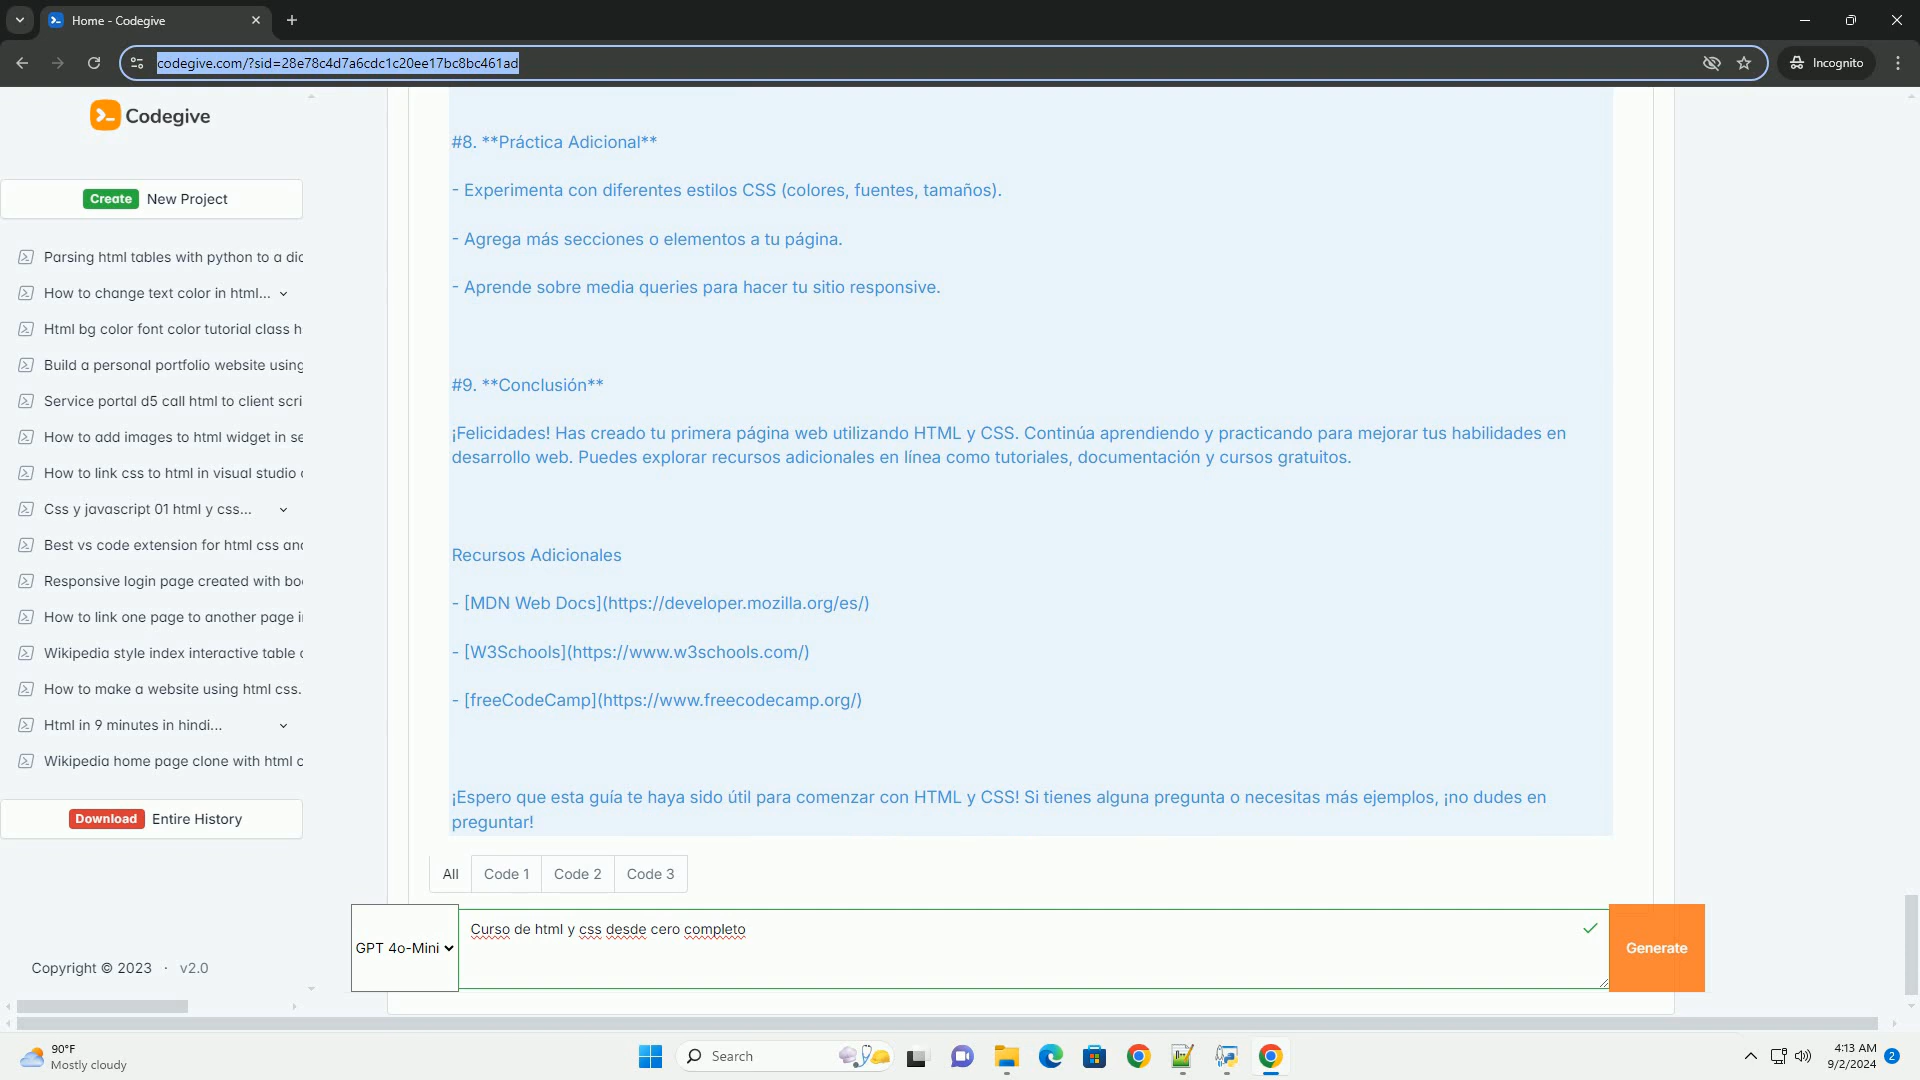 Home - Codegive
codegive.com/?sid=28e78c4d7a6cdc1c20ee17bc8bc461ad
Incognito
Codegive
Create New Project
Parsing html tables with python to a dic
How to change text color in html...
Html bg color font color tutorial class h
Build a personal portfolio website using
Service portal d5 call html to client scri
How to add images to html widget in se
How to link css to html in visual studio
Css y javascript 01 html y css...
Best vs code extension for html css and
Responsive login page created with boo
How to link one page to another page i
Wikipedia style index interactive table
How to make a website using html css.
Html in 9 minutes in hindi...
Wikipedia home page clone with html c
Download Entire History
Copyright © 2023 · v2.0
#8. **Práctica Adicional**
- Experimenta con diferentes estilos CSS (colores, fuentes, tamaños).
- Agrega más secciones o elementos a tu página.
- Aprende sobre media queries para hacer tu sitio responsive.
#9. **Conclusión**
¡Felicidades! Has creado tu primera página web utilizando HTML y CSS. Continúa aprendiendo y practicando para mejorar tus habilidades en
desarrollo web. Puedes explorar recursos adicionales en línea como tutoriales, documentación y cursos gratuitos.
Recursos Adicionales
- [MDN Web Docs](https://developer.mozilla.org/es/)
- [W3Schools](https://www.w3schools.com/)
- [freeCodeCamp](https://www.freecodecamp.org/)
¡Espero que esta guía te haya sido útil para comenzar con HTML y CSS! Si tienes alguna pregunta o necesitas más ejemplos, ¡no dudes en
preguntar!
All Code 1 Code 2 Code 3
GPT 4o-Mini
Curso de html y css desde cero completo
Generate
90°F
Mostly cloudy
Search
4:13 AM
9/2/2024
2